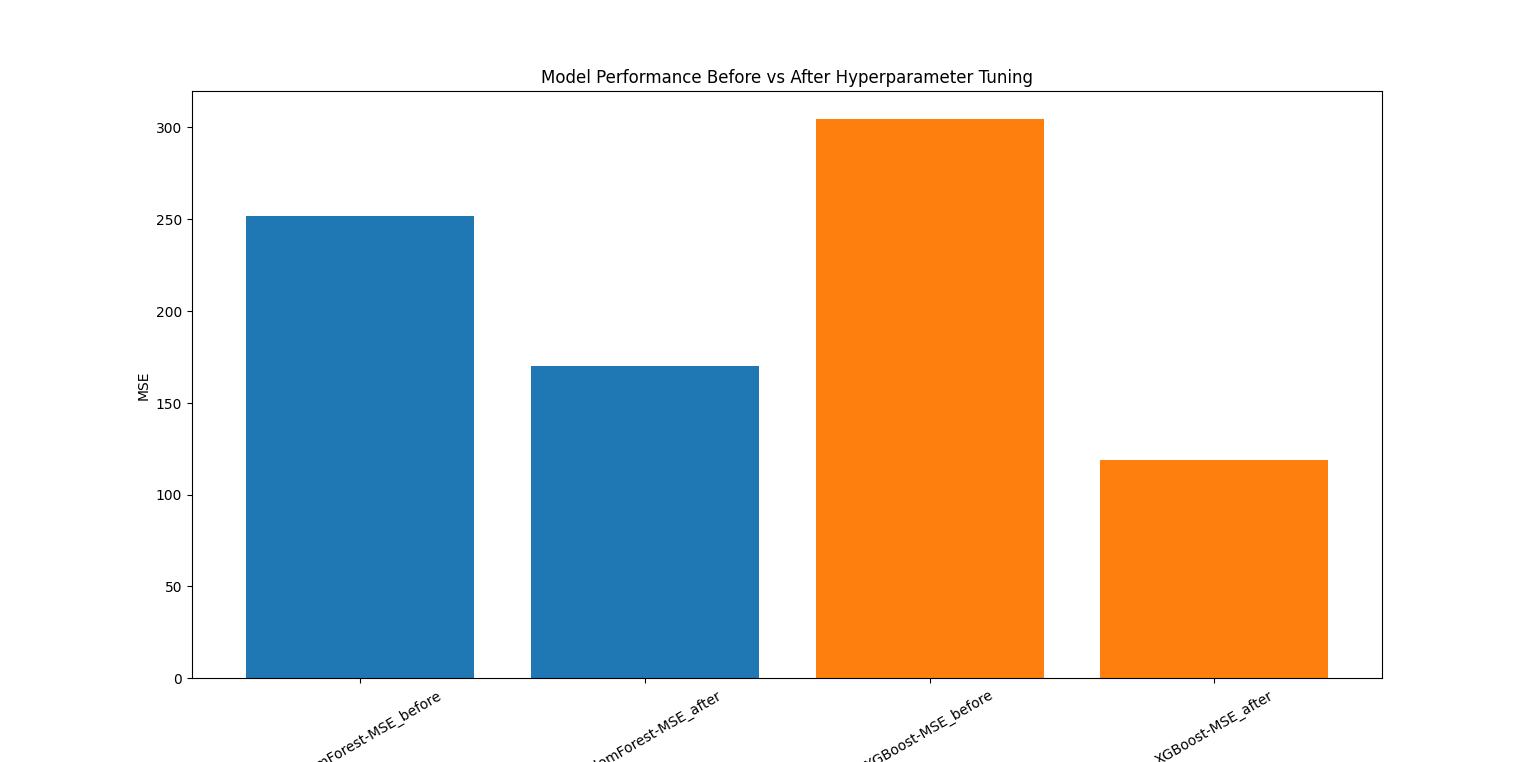 Model Performance Before vs After Hyperparameter Tuning
300
250
200
150
100
50
0
MSE
mForest-MSE_before
domForest-MSE_after
XGBoost-MSE_before
XGBoost-MSE_after